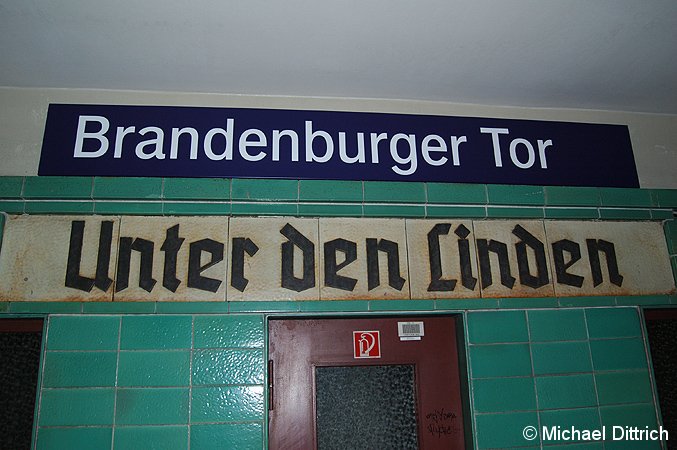 Brandenburger Tor
Unter den Linden
© Michael Dittrich